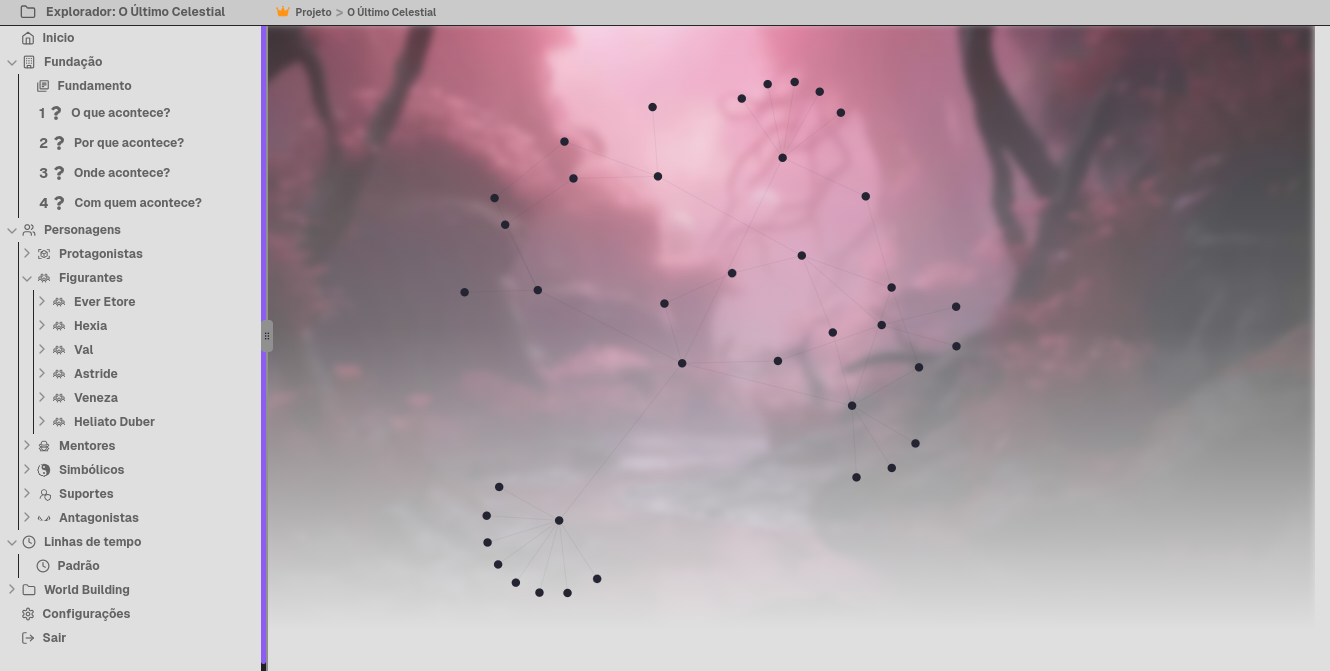 Explorador: O Último Celestial
Projeto > O Último Celestial
Inicio
Fundação
Fundamento
1 ? O que acontece?
2 ? Por que acontece?
3 ? Onde acontece?
4 ? Com quem acontece?
Personagens
Protagonistas
Figurantes
Ever Etore
Hexia
Val
Astride
Veneza
Heliato Duber
Mentores
Simbólicos
Suportes
Antagonistas
Linhas de tempo
Padrão
World Building
Configurações
Sair